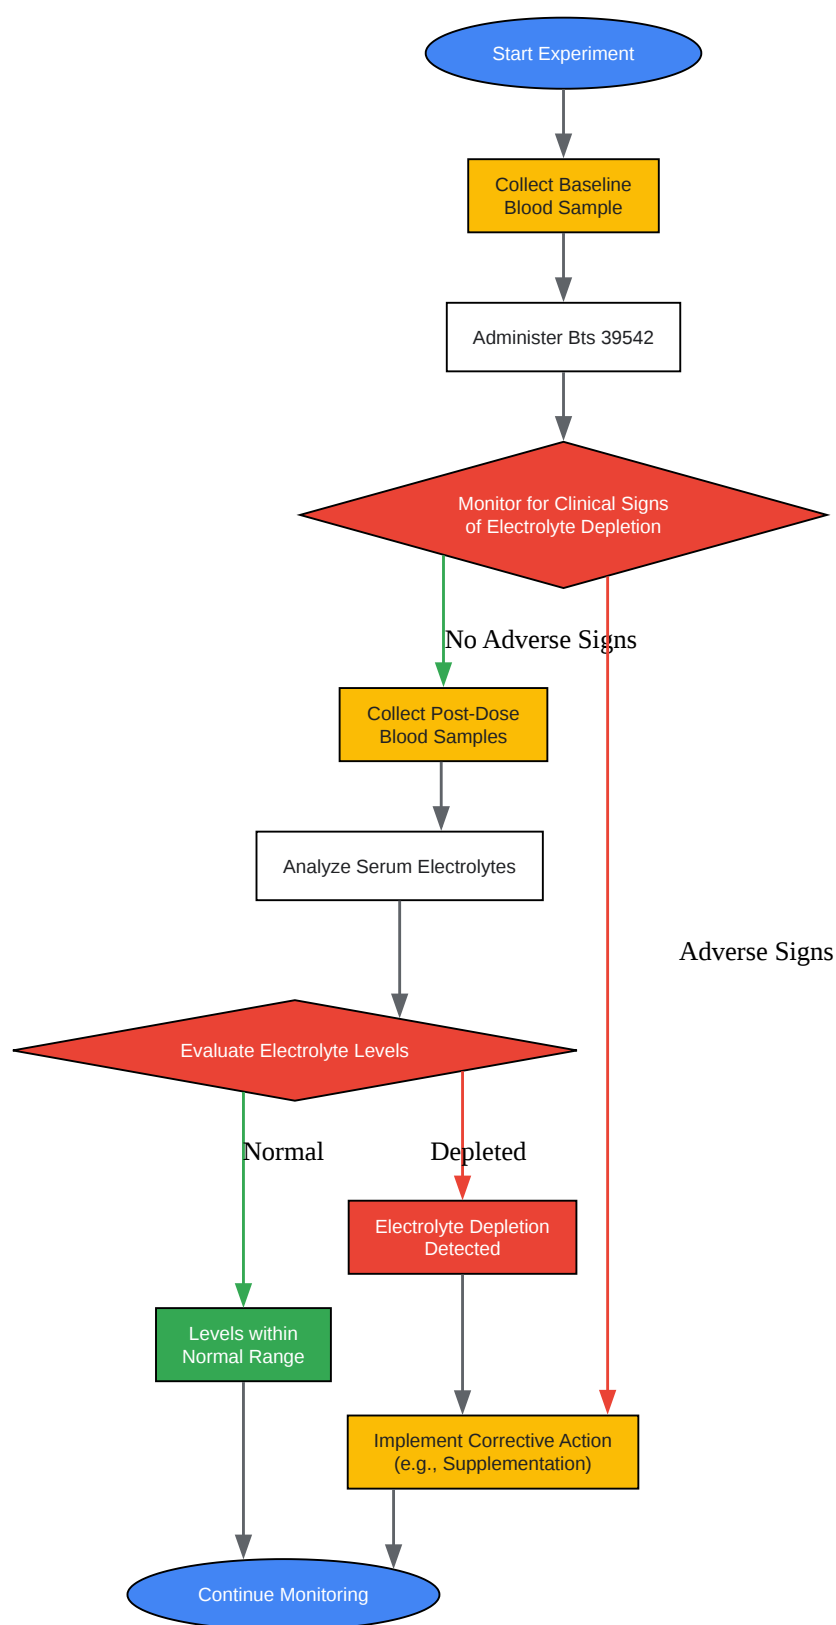 Start Experiment
Collect Baseline
Blood Sample
Administer Bts 39542
Monitor for Clinical Signs
of Electrolyte Depletion
No Adverse Signs
Collect Post-Dose
Blood Samples
Analyze Serum Electrolytes
Adverse Signs
Evaluate Electrolyte Levels
Normal
Depleted
Electrolyte Depletion
Detected
Levels within
Normal Range
Implement Corrective Action
(e.g., Supplementation)
Continue Monitoring